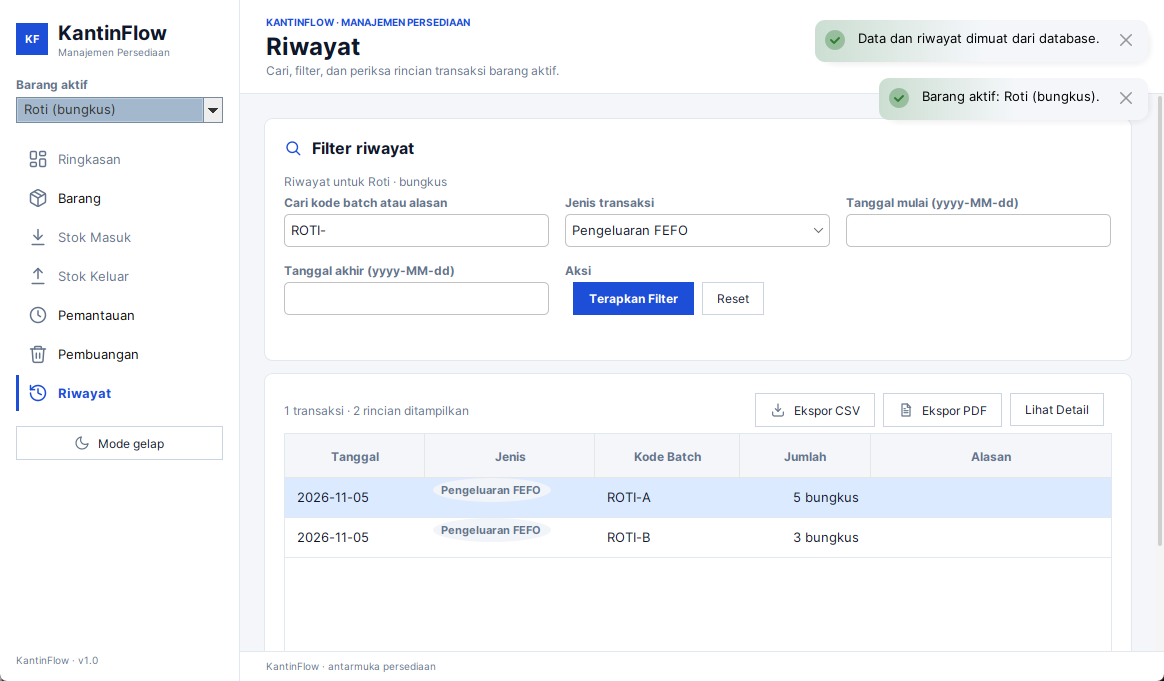 KF
KantinFlow
Manajemen Persediaan
Barang aktif
Roti (bungkus)
Ringkasan
Barang
Stok Masuk
Stok Keluar
Pemantauan
Pembuangan
Riwayat
Mode gelap
KantinFlow · v1.0
KANTINFLOW · MANAJEMEN PERSEDIAAN
Riwayat
Cari, filter, dan periksa rincian transaksi barang aktif.
Data dan riwayat dimuat dari database.
Barang aktif: Roti (bungkus).
Filter riwayat
Riwayat untuk Roti · bungkus
Cari kode batch atau alasan
Jenis transaksi
Tanggal mulai (yyyy-MM-dd)
ROTI-
Pengeluaran FEFO
Tanggal akhir (yyyy-MM-dd)
Aksi
Terapkan Filter
Reset
1 transaksi · 2 rincian ditampilkan
Ekspor CSV
Ekspor PDF
Lihat Detail
Tanggal Jenis Kode Batch Jumlah Alasan
2026-11-05 Pengeluaran FEFO ROTI-A 5 bungkus
2026-11-05 Pengeluaran FEFO ROTI-B 3 bungkus
KantinFlow · antarmuka persediaan